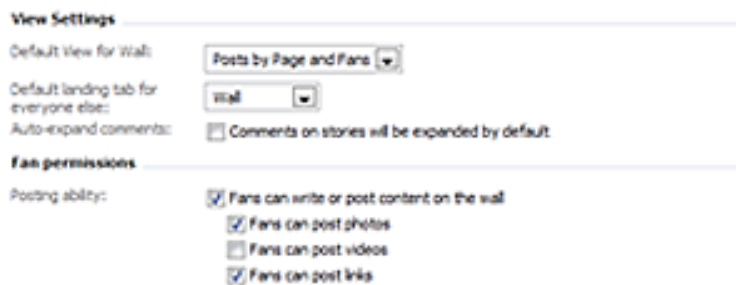 View Settings
Default View for Wall:
Posts by Page and Fans
Default landing tab for
everyone else:
Wall
Auto-expand comments:
Comments on stories will be expanded by default
Fan permissions
Posting ability:
Fans can write or post content on the wall
Fans can post photos
Fans can post videos
Fans can post links